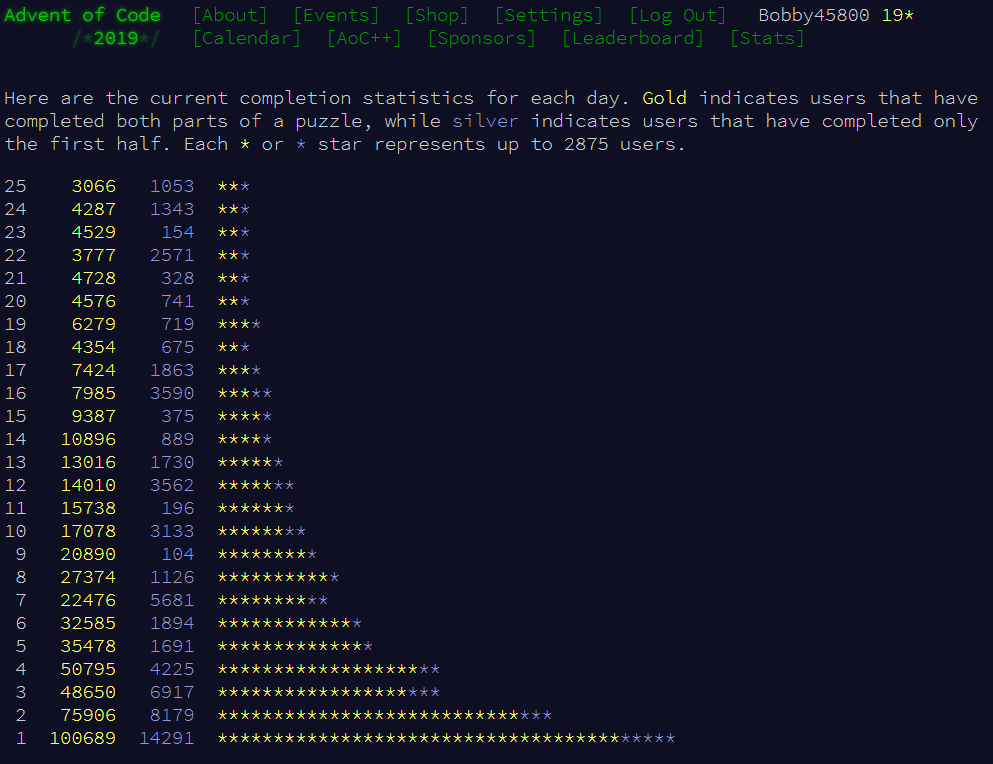 Advent of Code [About] [Events] [Shop] [Settings] [Log Out] Bobby45800 19*
/*2019*/ [Calendar] [AoC++] [Sponsors] [Leaderboard] [Stats]
Here are the current completion statistics for each day. Gold indicates users that have
completed both parts of a puzzle, while silver indicates users that have completed only
the first half. Each * or * star represents up to 2875 users.
25 3066 1053 ***
24 4287 1343 ***
23 4529 154 ***
22 3777 2571 ***
21 4728 328 ***
20 4576 741 ***
19 6279 719 ****
18 4354 675 ***
17 7424 1863 ****
16 7985 3590 *****
15 9387 375 *****
14 10896 889 *****
13 13016 1730 ******
12 14010 3562 *******
11 15738 196 *******
10 17078 3133 ********
9 20890 104 *********
8 27374 1126 ***********
7 22476 5681 **********
6 32585 1894 *************
5 35478 1691 **************
4 50795 4225 ********************
3 48650 6917 ********************
2 75906 8179 ******************************
1 100689 14291 *****************************************